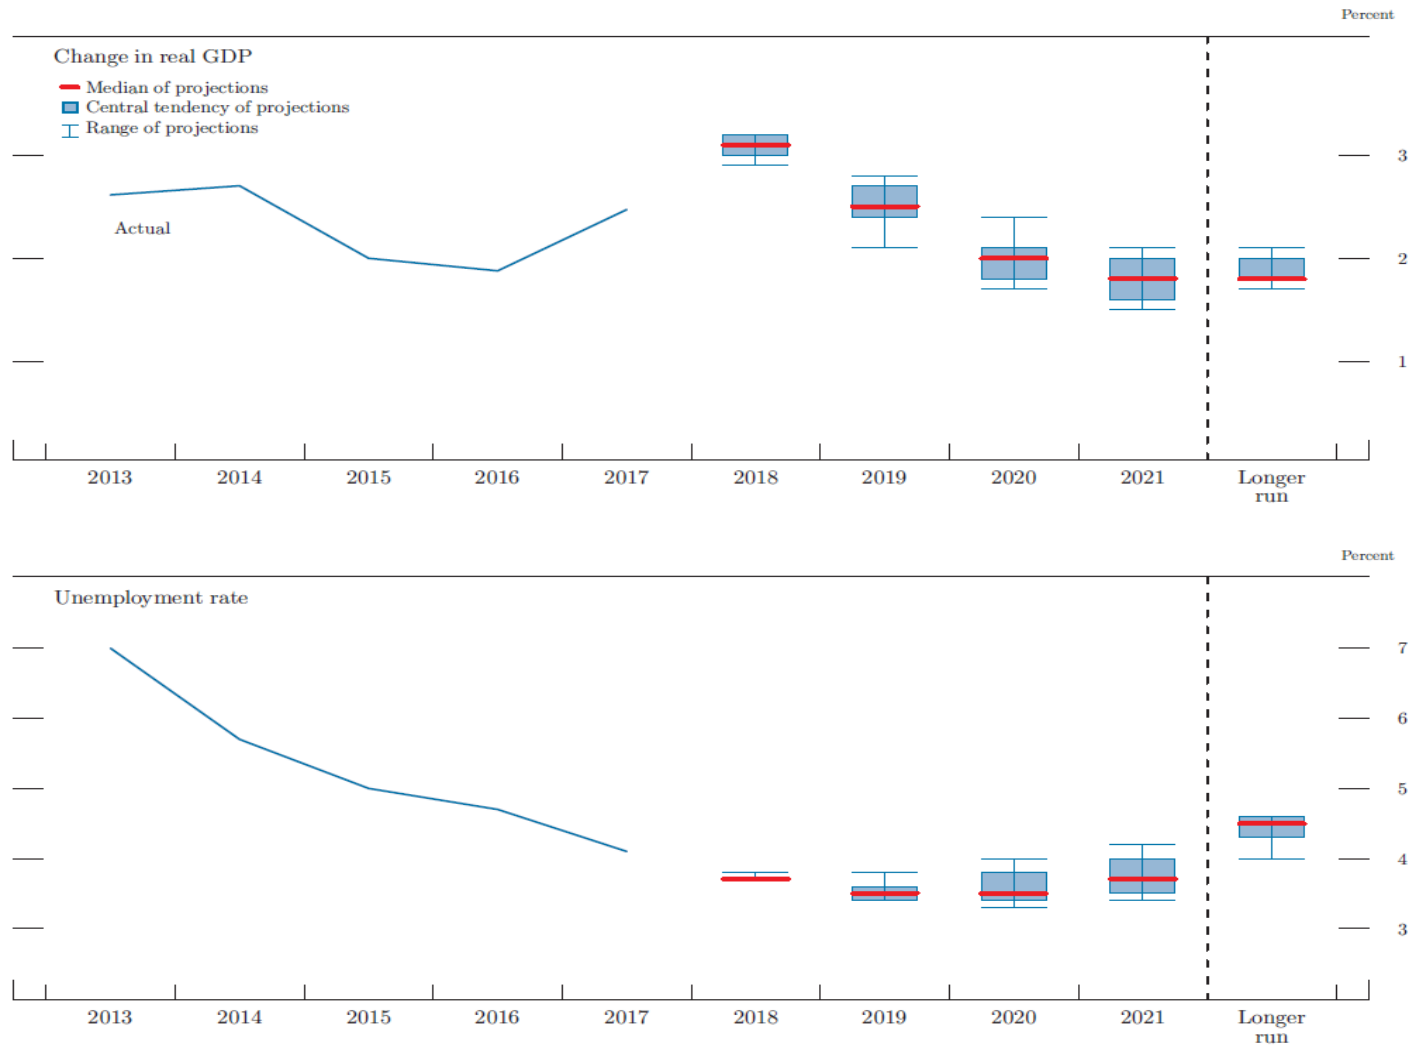 Percent
Change in real GDP
Median of projections
Central tendency of projections
Range of projections
Actual
3
2
1
2013 2014 2015 2016 2017 2018 2019 2020 2021 Longer
run
Percent
Unemployment rate
7
6
5
4
3
2013 2014 2015 2016 2017 2018 2019 2020 2021 Longer
run